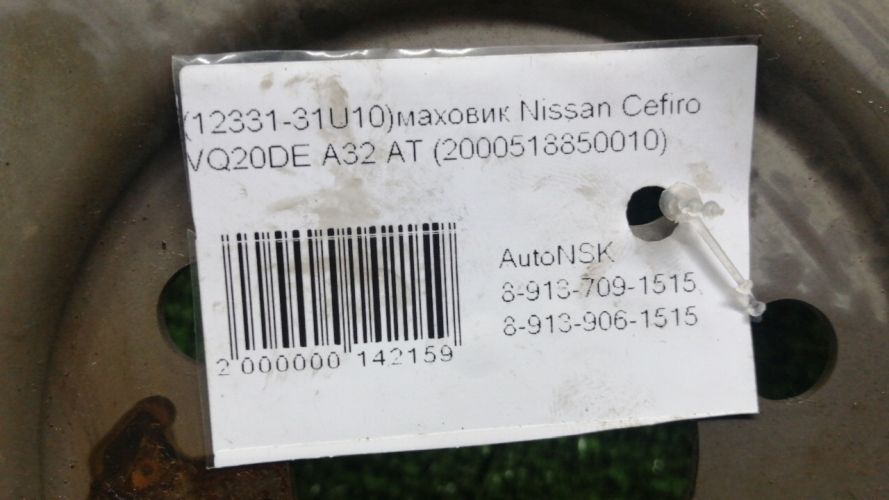 (12331-31U10)маховик Nissan Cefiro
VQ20DE A32 AT (2000518850010)
AutoNSK
8-913-709-1515
8-913-906-1515
2 000000 142159